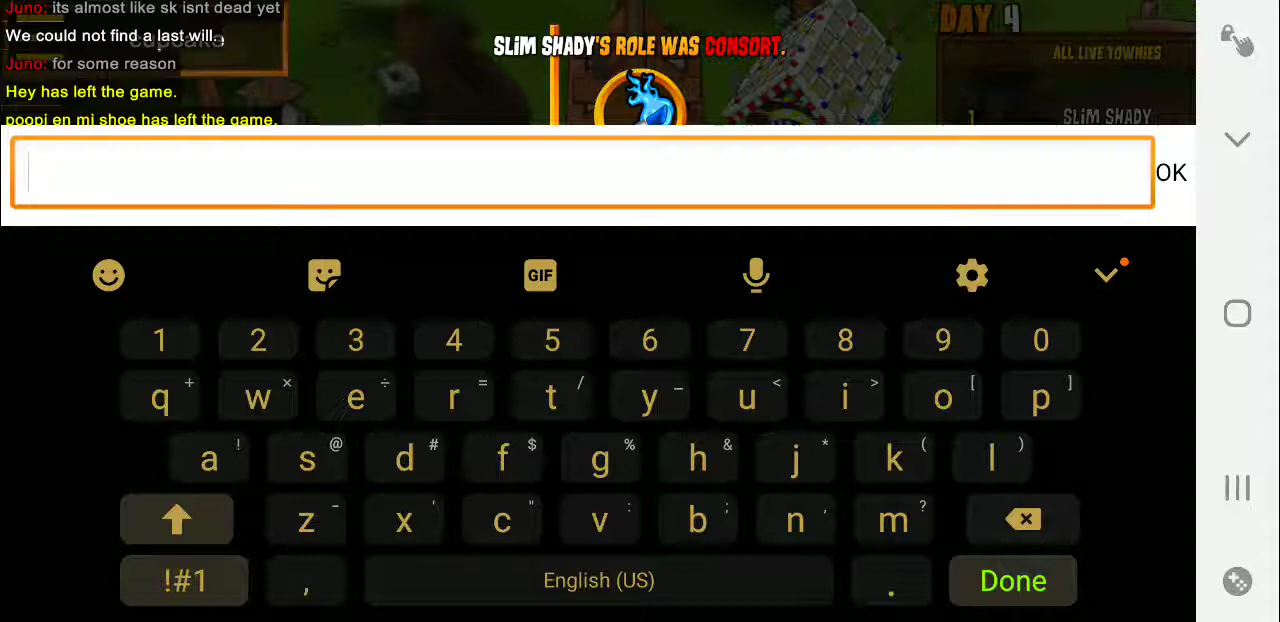 Juno: its almost like sk isnt dead yet
We could not find a last will.
Juno: for some reason
Hey has left the game.
poopi en mi shoe has left the game.
cupcake
SLIM SHADY'S ROLE WAS CONSORT.
DAY 4
ALL LIVE TOWNIES
1 SLIM SHADY
OK
GIF
1 2 3 4 5 6 7 8 9 0
q + w × e ÷ r = t / y _ u < i > o [ p ]
a ! s @ d # f $ g % h & j * k ( l )
z - x ' c " v : b ; n , m ?
!#1 , English (US) . Done